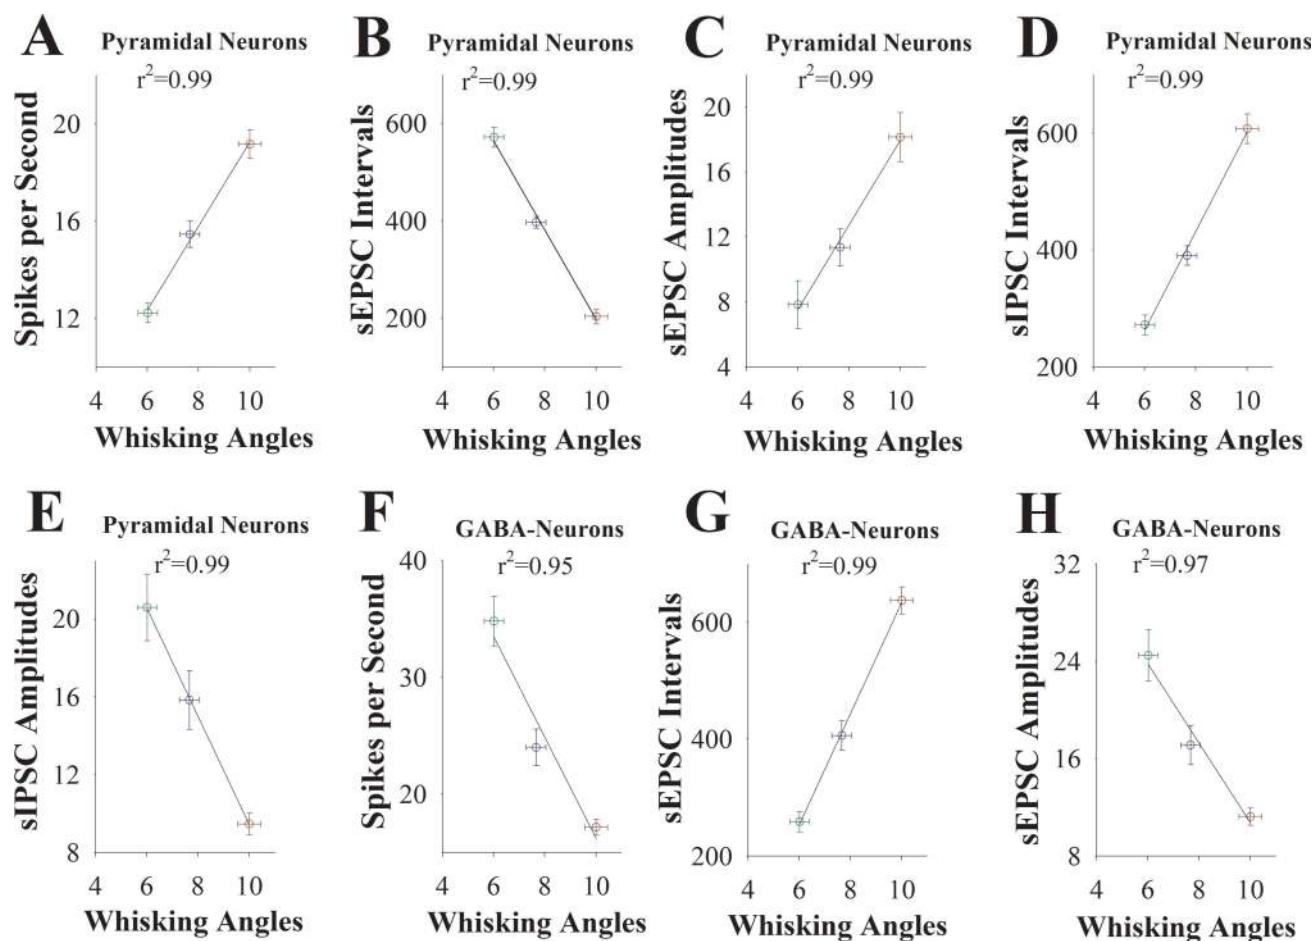 A Pyramidal Neurons
r²=0.99
Spikes per Second
20
16
12
4 6 8 10
Whisking Angles
B Pyramidal Neurons
r²=0.99
sEPSC Intervals
600
400
200
4 6 8 10
Whisking Angles
C Pyramidal Neurons
r²=0.99
sEPSC Amplitudes
20
16
12
8
4
4 6 8 10
Whisking Angles
D Pyramidal Neurons
r²=0.99
sIPSC Intervals
600
400
200
4 6 8 10
Whisking Angles
E Pyramidal Neurons
r²=0.99
sIPSC Amplitudes
20
16
12
8
4 6 8 10
Whisking Angles
F GABA-Neurons
r²=0.95
Spikes per Second
40
30
20
4 6 8 10
Whisking Angles
G GABA-Neurons
r²=0.99
sEPSC Intervals
600
400
200
4 6 8 10
Whisking Angles
H GABA-Neurons
r²=0.97
sEPSC Amplitudes
32
24
16
8
4 6 8 10
Whisking Angles